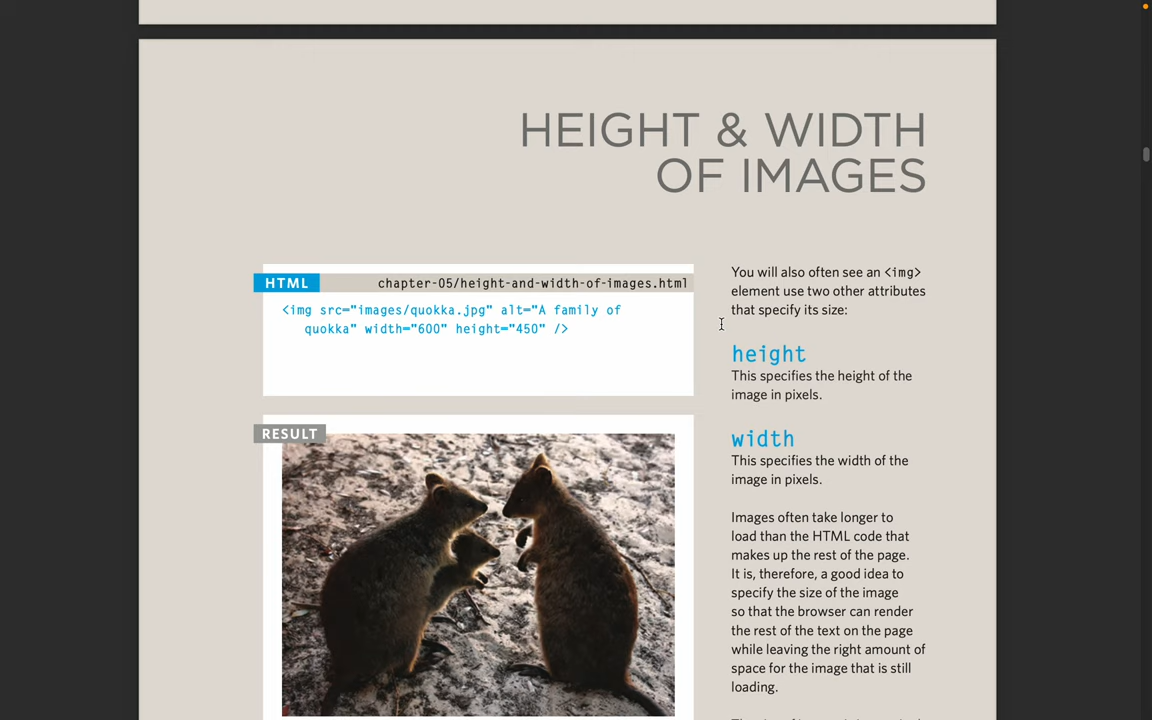 HEIGHT & WIDTH
OF IMAGES
HTML
chapter-05/height-and-width-of-images.html
<img src="images/quokka.jpg" alt="A family of
quokka" width="600" height="450" />
RESULT
You will also often see an <img>
element use two other attributes
that specify its size:
height
This specifies the height of the
image in pixels.
width
This specifies the width of the
image in pixels.
Images often take longer to
load than the HTML code that
makes up the rest of the page.
It is, therefore, a good idea to
specify the size of the image
so that the browser can render
the rest of the text on the page
while leaving the right amount of
space for the image that is still
loading.